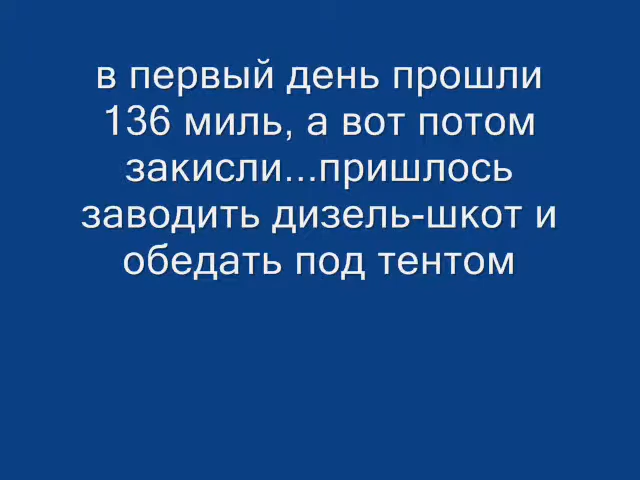 в первый день прошли
136 миль, а вот потом
закисли...пришлось
заводить дизель-шкот и
обедать под тентом